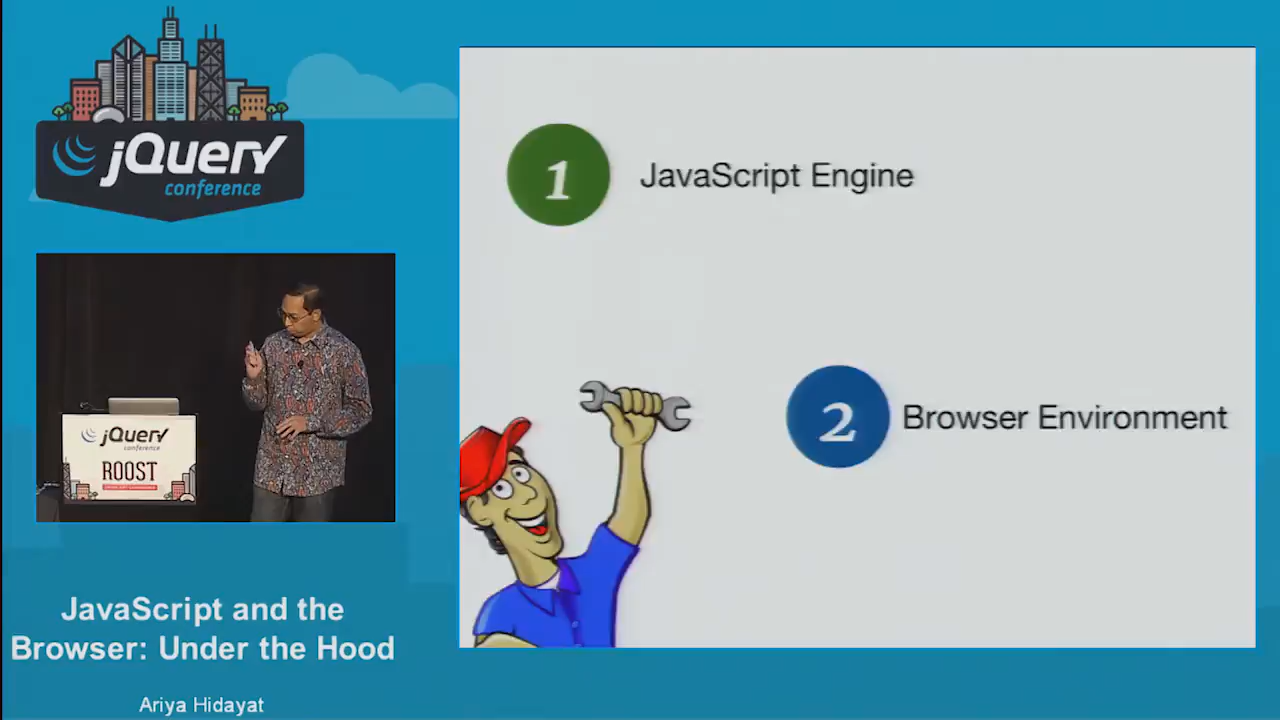 jQuery
conference
jQuery
conference
ROOST
JavaScript and the
Browser: Under the Hood
Ariya Hidayat
1
JavaScript Engine
2
Browser Environment